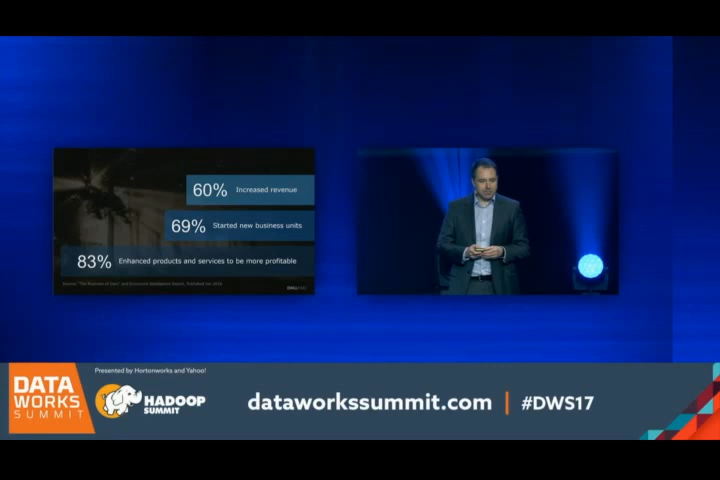 60% Increased revenue
69% Started new business units
83% Enhanced products and services to be more profitable
Presented by Hortonworks and Yahoo!
DATA
WORKS
SUMMIT
HADOOP
SUMMIT
dataworkssummit.com
#DWS17